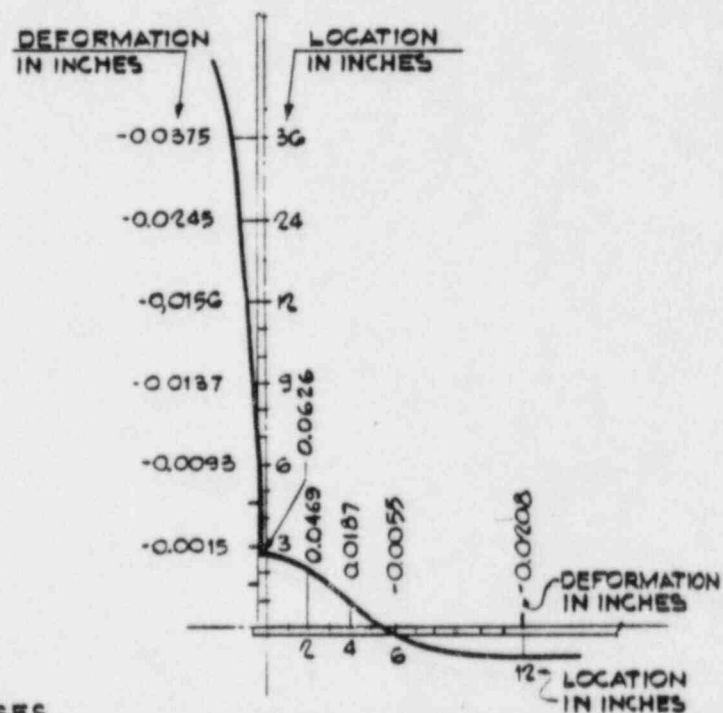 DEFORMATION
IN INCHES
LOCATION
IN INCHES
-0.0375 36
-0.0245 24
-0,0156 12
-0.0137 9
-0.0093 6
-0.0015 3
0.0626
0.0469
0.0187
-0.0055
-0.0208
DEFORMATION
IN INCHES
2 4 6 12
LOCATION
IN INCHES